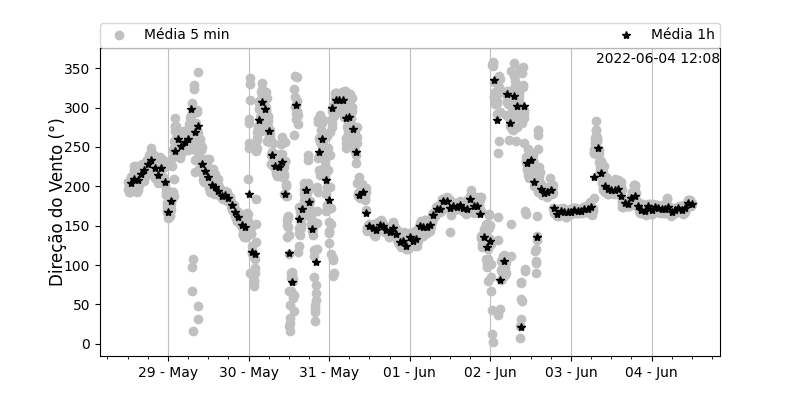 Média 5 min
Média 1h
2022-06-04 12:08
Direção do Vento (°)
350
300
250
200
150
100
50
0
29 - May
30 - May
31 - May
01 - Jun
02 - Jun
03 - Jun
04 - Jun